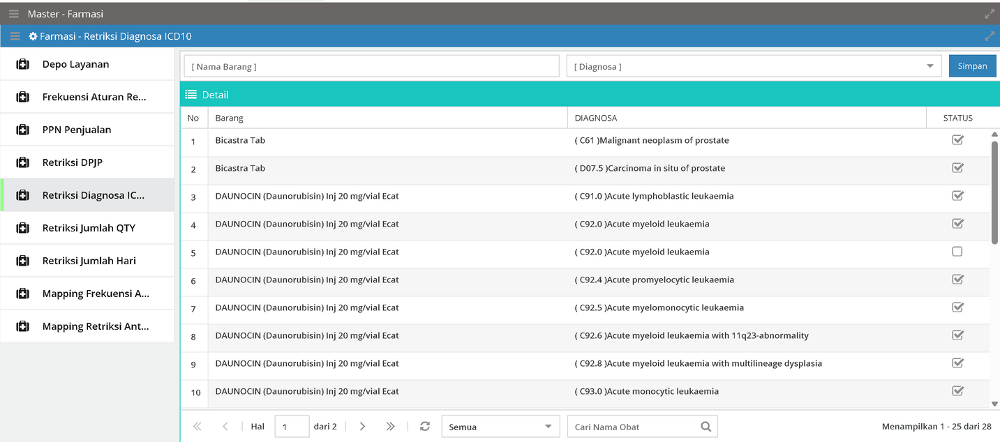 Master - Farmasi
Farmasi - Retriksi Diagnosa ICD10
Depo Layanan
Frekuensi Aturan Re...
PPN Penjualan
Retriksi DPJP
Retriksi Diagnosa IC...
Retriksi Jumlah QTY
Retriksi Jumlah Hari
Mapping Frekuensi A...
Mapping Retriksi Ant...
[ Nama Barang ] [ Diagnosa ] Simpan
Detail
No Barang DIAGNOSA STATUS
1 Bicastra Tab ( C61 )Malignant neoplasm of prostate
2 Bicastra Tab ( D07.5 )Carcinoma in situ of prostate
3 DAUNOCIN (Daunorubisin) Inj 20 mg/vial Ecat ( C91.0 )Acute lymphoblastic leukaemia
4 DAUNOCIN (Daunorubisin) Inj 20 mg/vial Ecat ( C92.0 )Acute myeloid leukaemia
5 DAUNOCIN (Daunorubisin) Inj 20 mg/vial Ecat ( C92.0 )Acute myeloid leukaemia
6 DAUNOCIN (Daunorubisin) Inj 20 mg/vial Ecat ( C92.4 )Acute promyelocytic leukaemia
7 DAUNOCIN (Daunorubisin) Inj 20 mg/vial Ecat ( C92.5 )Acute myelomonocytic leukaemia
8 DAUNOCIN (Daunorubisin) Inj 20 mg/vial Ecat ( C92.6 )Acute myeloid leukaemia with 11q23-abnormality
9 DAUNOCIN (Daunorubisin) Inj 20 mg/vial Ecat ( C92.8 )Acute myeloid leukaemia with multilineage dysplasia
10 DAUNOCIN (Daunorubisin) Inj 20 mg/vial Ecat ( C93.0 )Acute monocytic leukaemia
Hal 1 dari 2 Semua Cari Nama Obat Menampilkan 1 - 25 dari 28